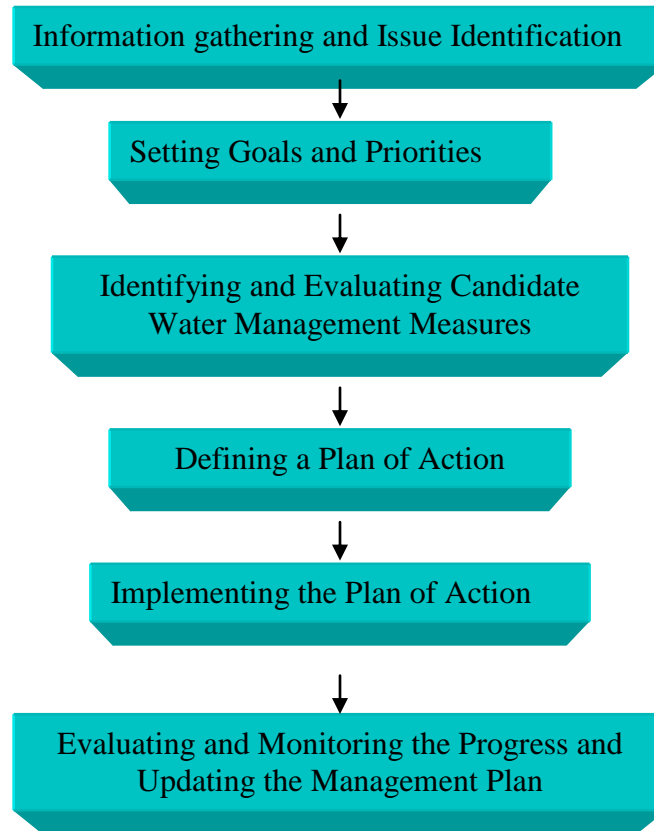 Information gathering and Issue Identification
Setting Goals and Priorities
Identifying and Evaluating Candidate
Water Management Measures
Defining a Plan of Action
Implementing the Plan of Action
Evaluating and Monitoring the Progress and
Updating the Management Plan